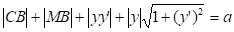 |CB| + |MB| + |yy'| + |y|√(1 + (y')²) = a